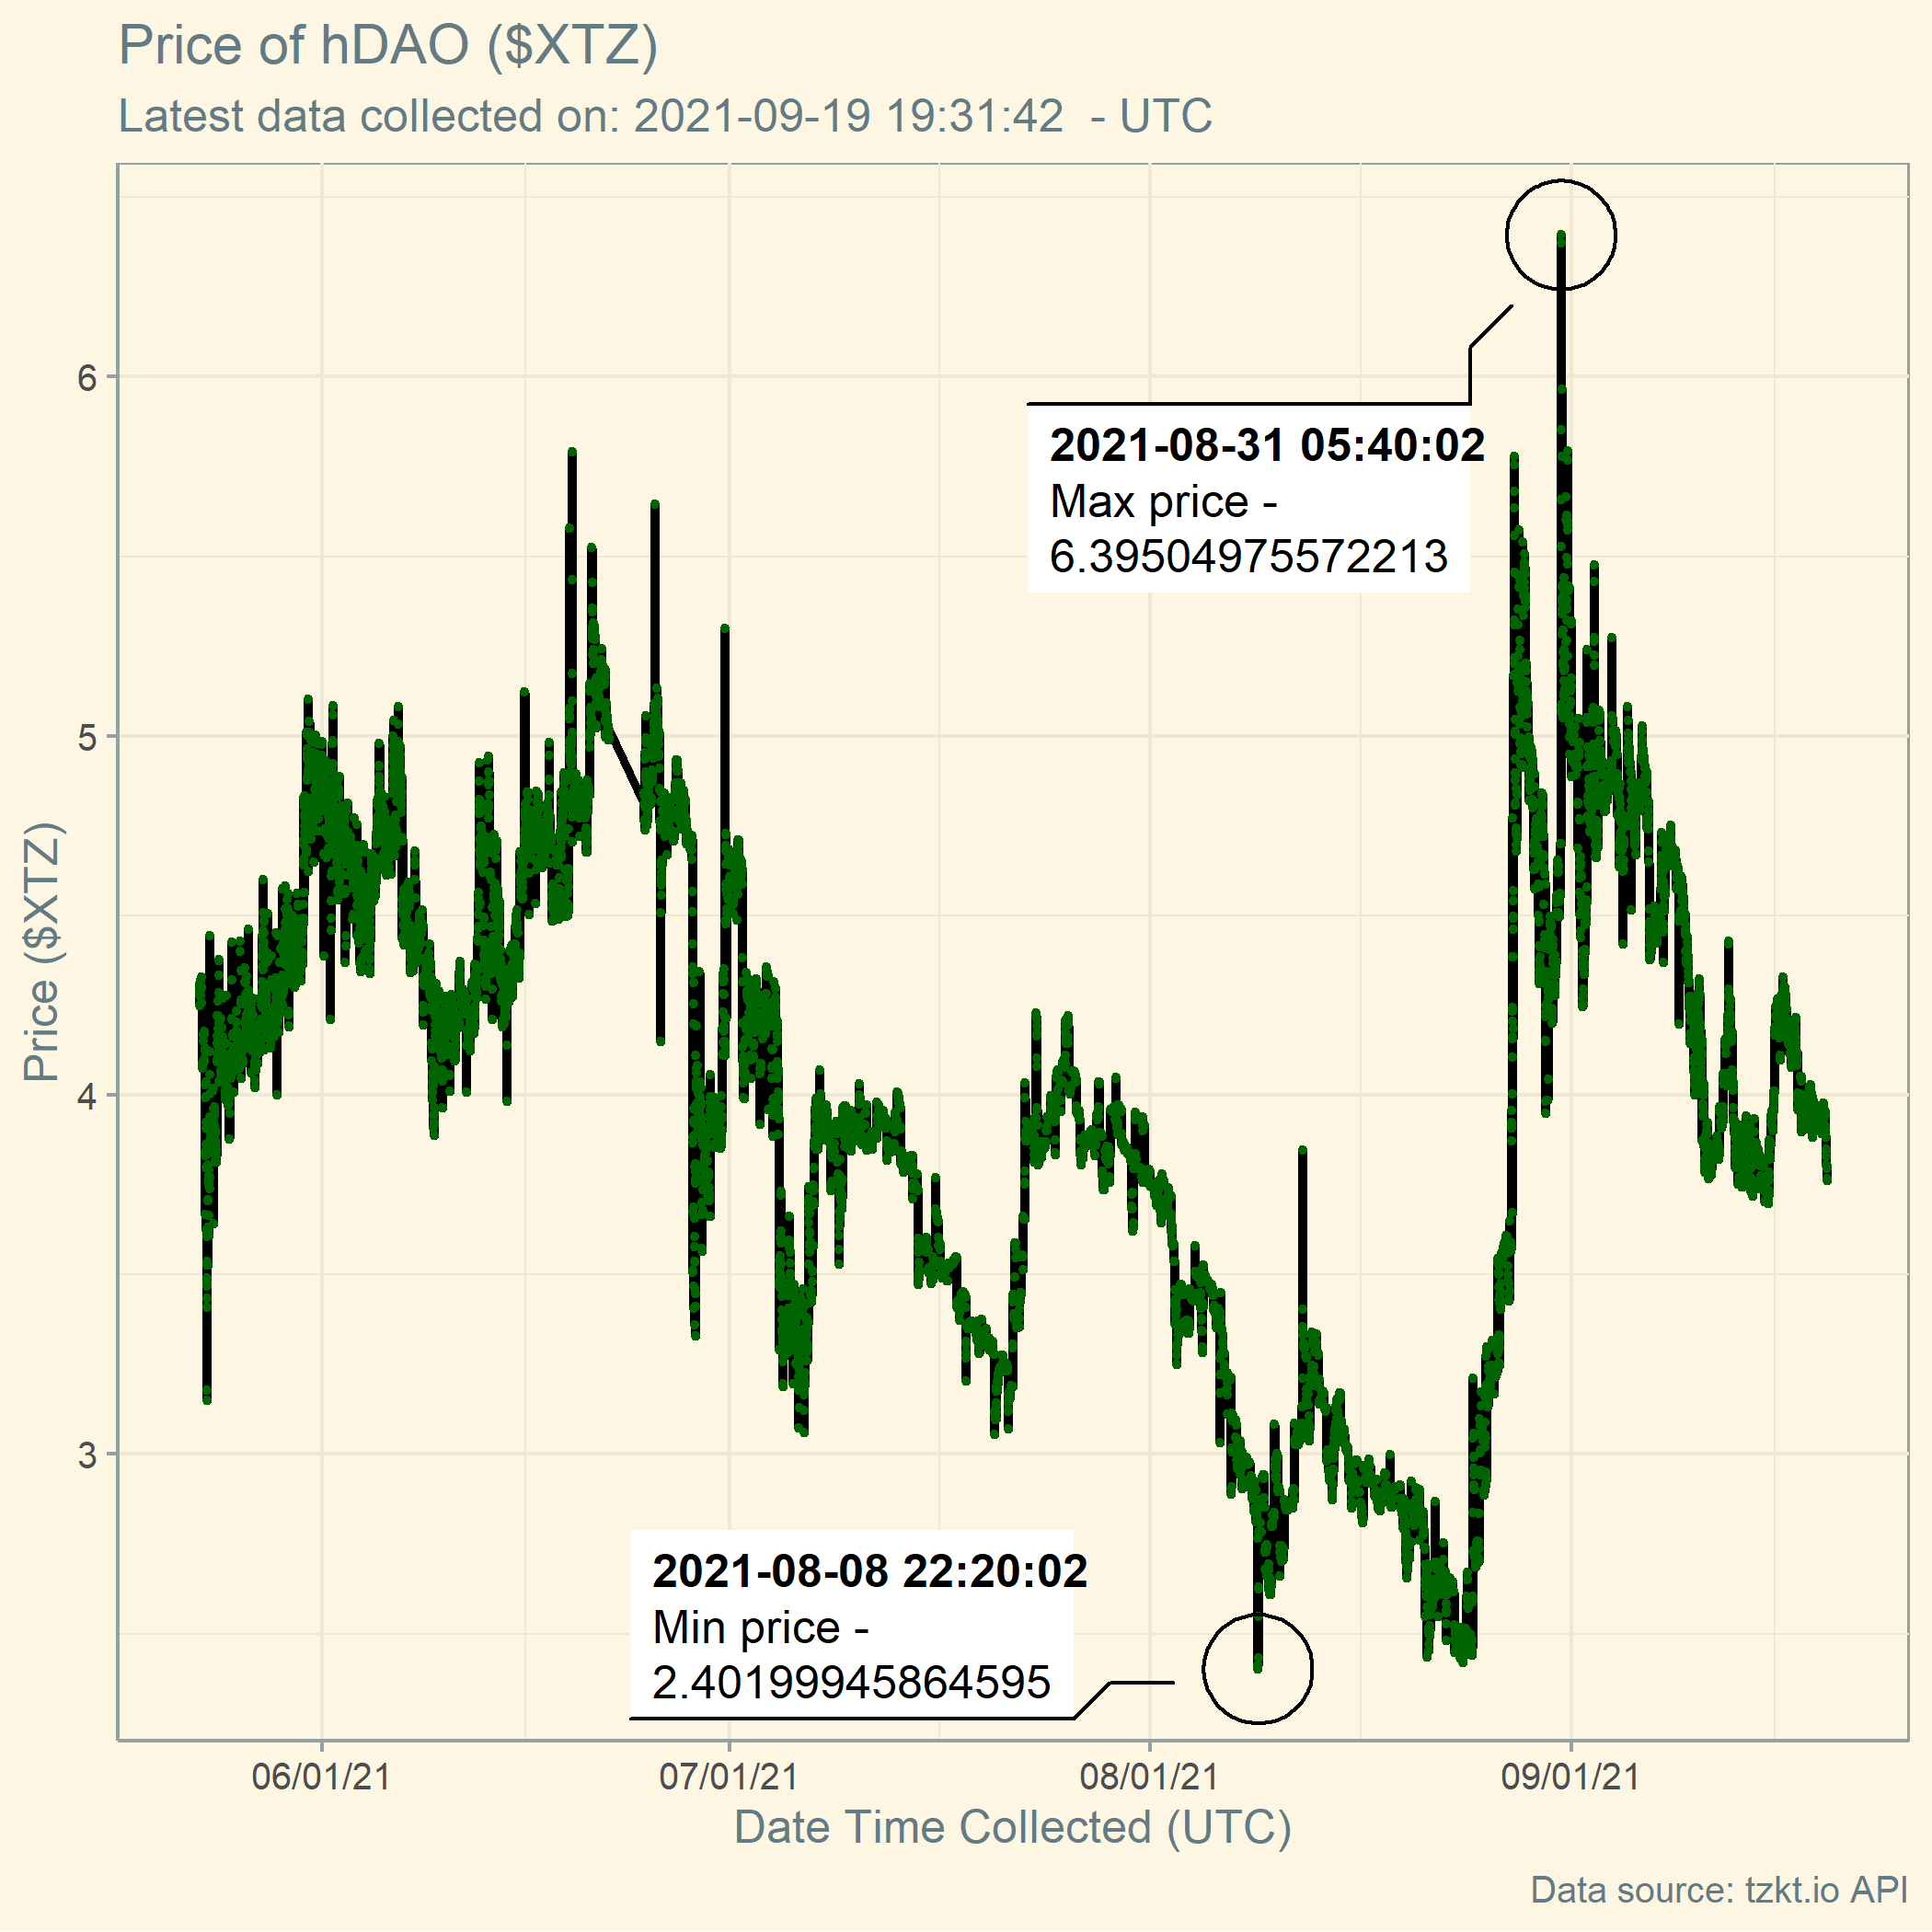 Price of hDAO ($XTZ)
Latest data collected on: 2021-09-19 19:31:42  - UTC
Price ($XTZ)
6
5
4
3
2021-08-31 05:40:02
Max price -
6.39504975572213
2021-08-08 22:20:02
Min price -
2.40199945864595
06/01/21
07/01/21
08/01/21
09/01/21
Date Time Collected (UTC)
Data source: tzkt.io API